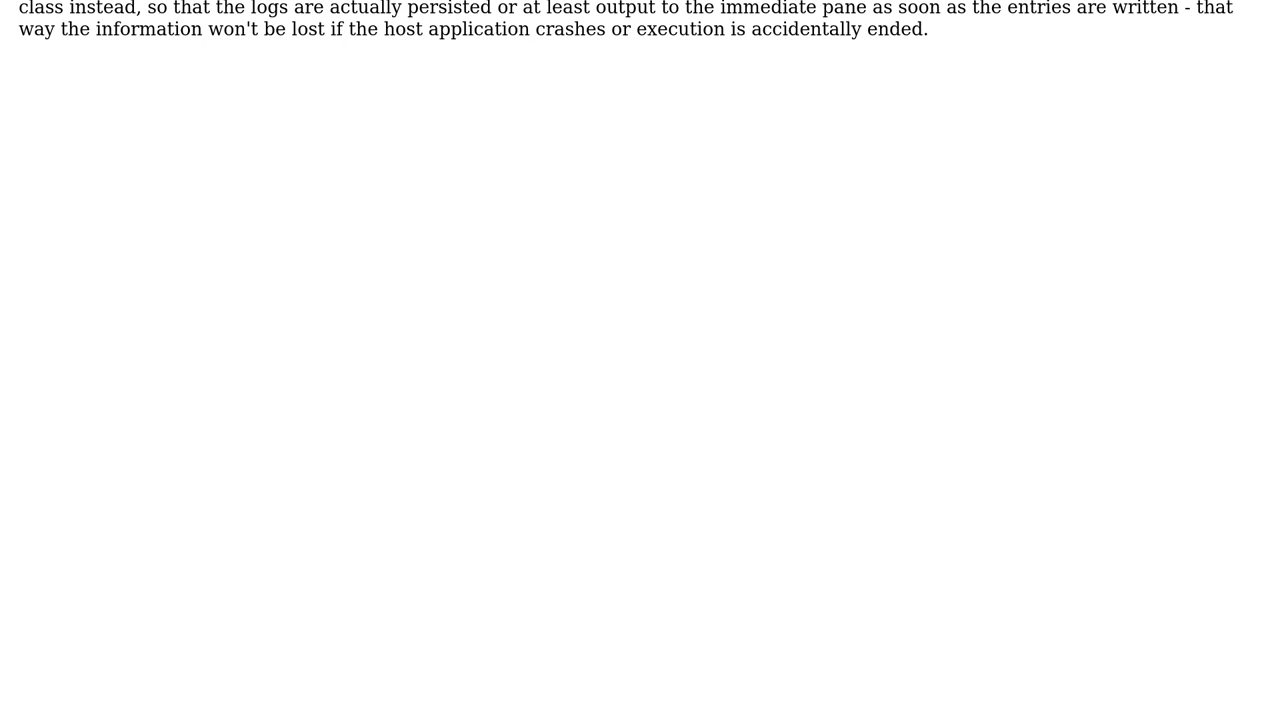 class instead, so that the logs are actually persisted or at least output to the immediate pane as soon as the entries are written - that
way the information won't be lost if the host application crashes or execution is accidentally ended.